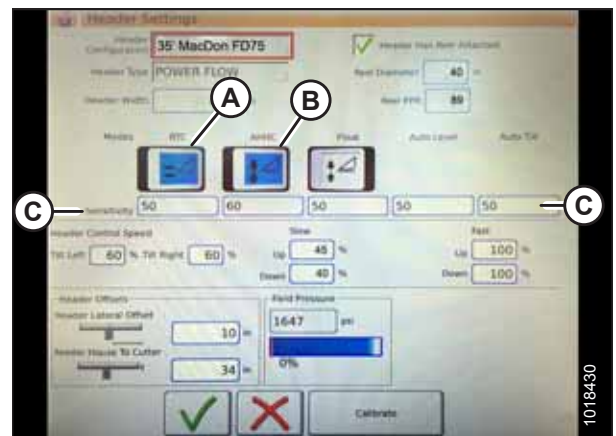 Header Settings
Header Configuration 35' MacDon FD75 Header Has Reel Attached
Header Type POWER FLOW Reel Diameter 40 in
Header Width Reel PPR 89
A B
Modes RTC AHHC Float Auto Level Auto Tilt
C Sensitivity 50 60 50 50 50 C
Header Control Speed Slow Fast
Tilt Left 60 % Tilt Right 60 % Up 45 % Up 100 %
Down 40 % Down 100 %
Header Offsets Field Pressure
Header Lateral Offset 1647 psi
10 in
Feeder House To Cutter 0%
34 in
Calibrate
1018430